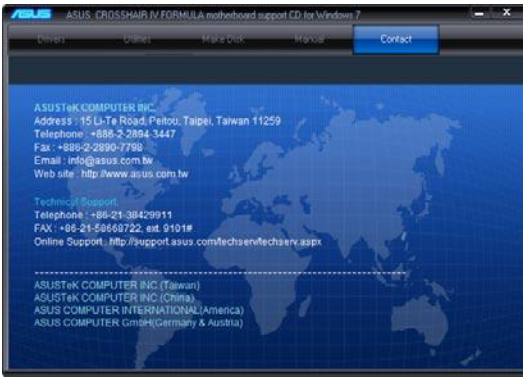 ASUS ASUS CROSSHAIR IV FORMULA motherboard support CD for Windows 7
Drivers Utilities Make Disk Manual Contact
ASUSTeK COMPUTER INC.
Address : 15 Li-Te Road, Peitou, Taipei, Taiwan 11259
Telephone : +886-2-2894-3447
Fax : +886-2-2890-7798
Email : info@asus.com.tw
Web site : http://www.asus.com.tw
Technical Support
Telephone : +86-21-38429911
FAX : +86-21-58668722, ext. 9101#
Online Support : http://support.asus.com/techserv/techserv.aspx
ASUSTeK COMPUTER INC.(Taiwan)
ASUSTeK COMPUTER INC.(China)
ASUS COMPUTER INTERNATIONAL(America)
ASUS COMPUTER GmbH(Germany & Austria)